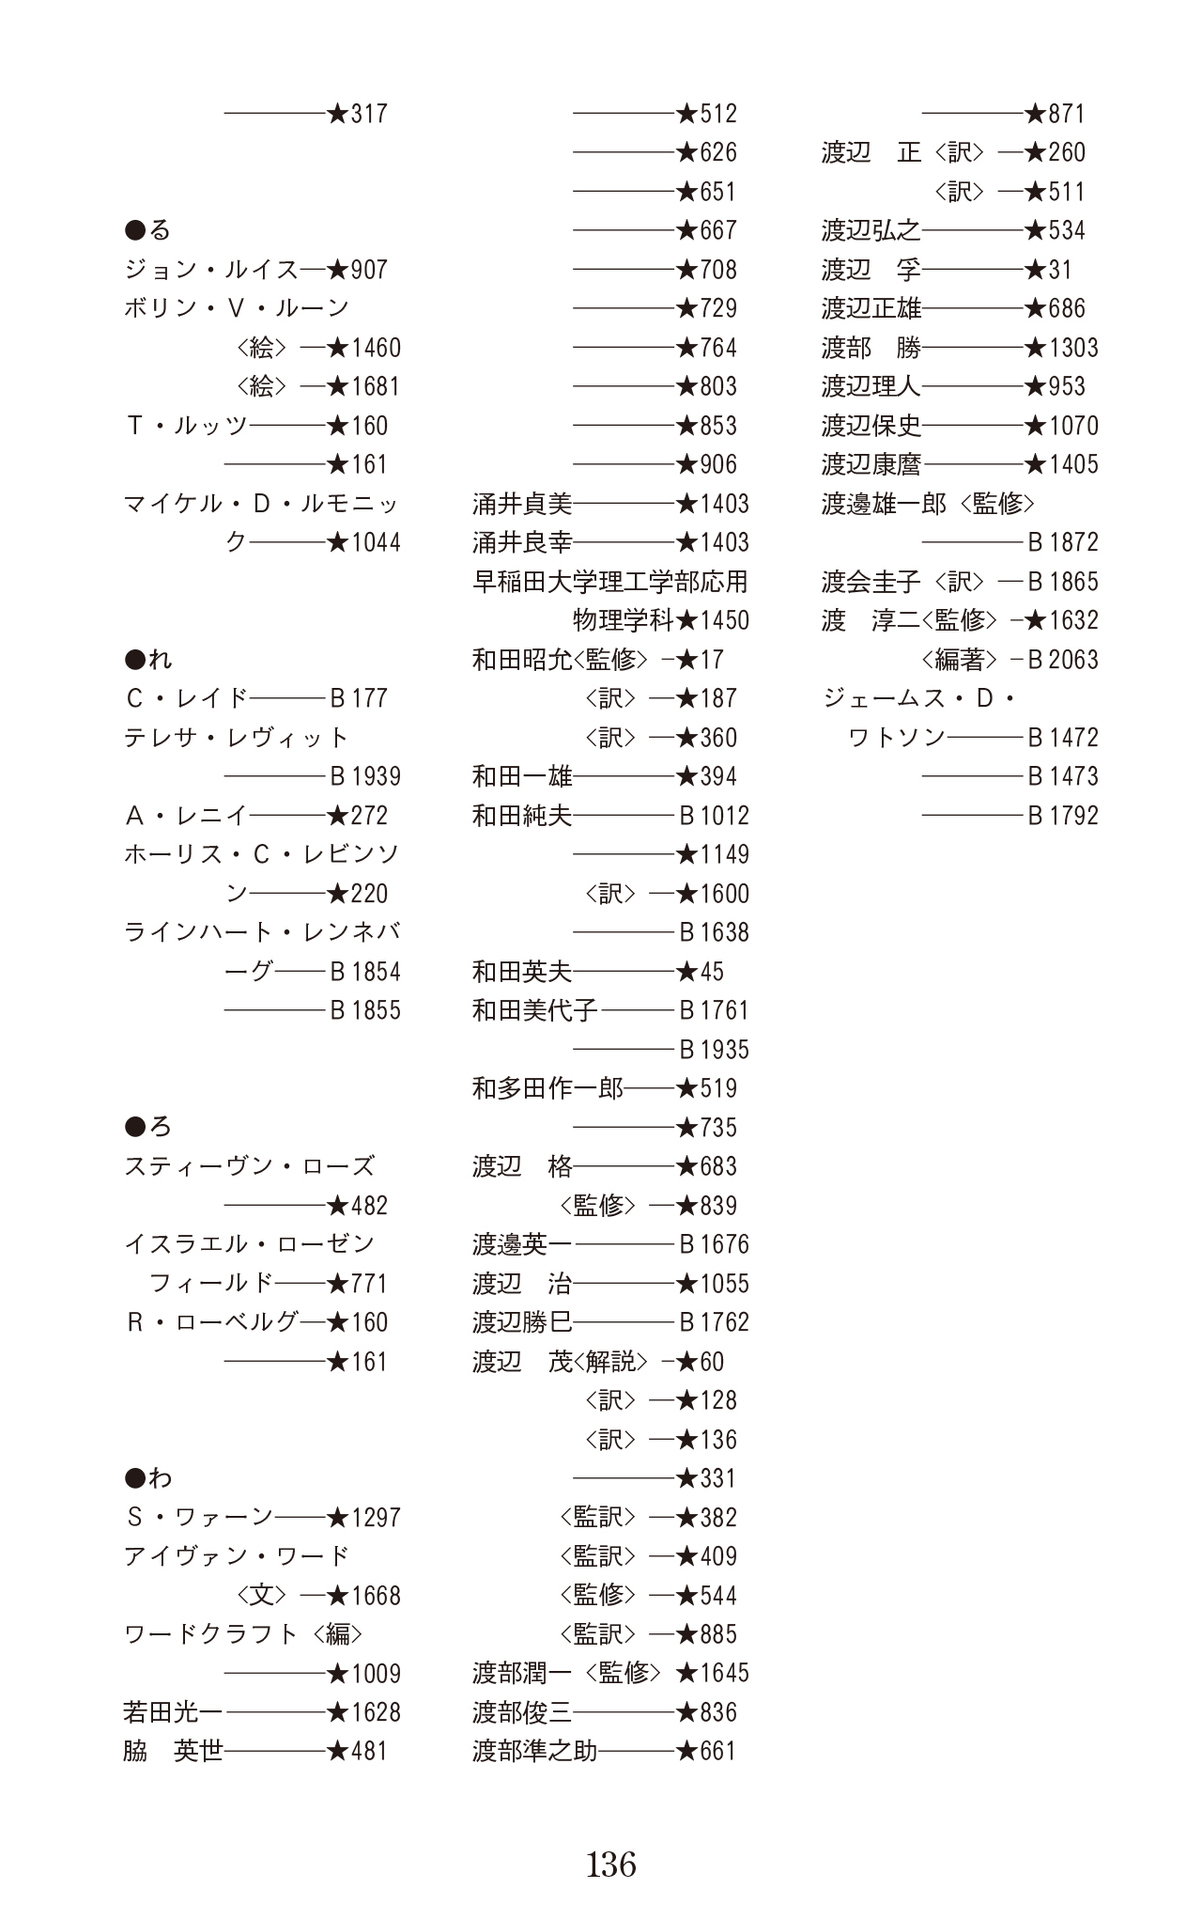 ————★317
●る
ジョン・ルイス—★907
ボリン・Ｖ・ルーン
〈絵〉—★1460
〈絵〉—★1681
Ｔ・ルッツ———★160
————★161
マイケル・Ｄ・ルモニッ
ク———★1044
●れ
Ｃ・レイド———Ｂ177
テレサ・レヴィット
————Ｂ1939
Ａ・レニイ———★272
ホーリス・Ｃ・レビンソ
ン———★220
ラインハート・レンネバ
ーグ——Ｂ1854
————Ｂ1855
●ろ
スティーヴン・ローズ
————★482
イスラエル・ローゼン
フィールド——★771
Ｒ・ローベルグ—★160
————★161
●わ
Ｓ・ワァーン——★1297
アイヴァン・ワード
〈文〉—★1668
ワードクラフト〈編〉
————★1009
若田光一————★1628
脇　英世————★481
————★512
————★626
————★651
————★667
————★708
————★729
————★764
————★803
————★853
————★906
涌井貞美————★1403
涌井良幸————★1403
早稲田大学理工学部応用
物理学科★1450
和田昭允〈監修〉–★17
〈訳〉—★187
〈訳〉—★360
和田一雄————★394
和田純夫————Ｂ1012
————★1149
〈訳〉—★1600
————Ｂ1638
和田英夫————★45
和田美代子———Ｂ1761
————Ｂ1935
和多田作一郎——★519
————★735
渡辺　格————★683
〈監修〉—★839
渡邊英一————Ｂ1676
渡辺　治————★1055
渡辺勝巳————Ｂ1762
渡辺　茂〈解説〉–★60
〈訳〉—★128
〈訳〉—★136
————★331
〈監訳〉—★382
〈監訳〉—★409
〈監修〉—★544
〈監訳〉—★885
渡部潤一〈監修〉★1645
渡部俊三————★836
渡部準之助———★661
————★871
渡辺　正〈訳〉—★260
〈訳〉—★511
渡辺弘之————★534
渡辺　孚————★31
渡辺正雄————★686
渡部　勝————★1303
渡辺理人————★953
渡辺保史————★1070
渡辺康麿————★1405
渡邊雄一郎〈監修〉
————Ｂ1872
渡会圭子〈訳〉—Ｂ1865
渡　淳二〈監修〉–★1632
〈編著〉–Ｂ2063
ジェームス・Ｄ・
ワトソン———Ｂ1472
————Ｂ1473
————Ｂ1792
136